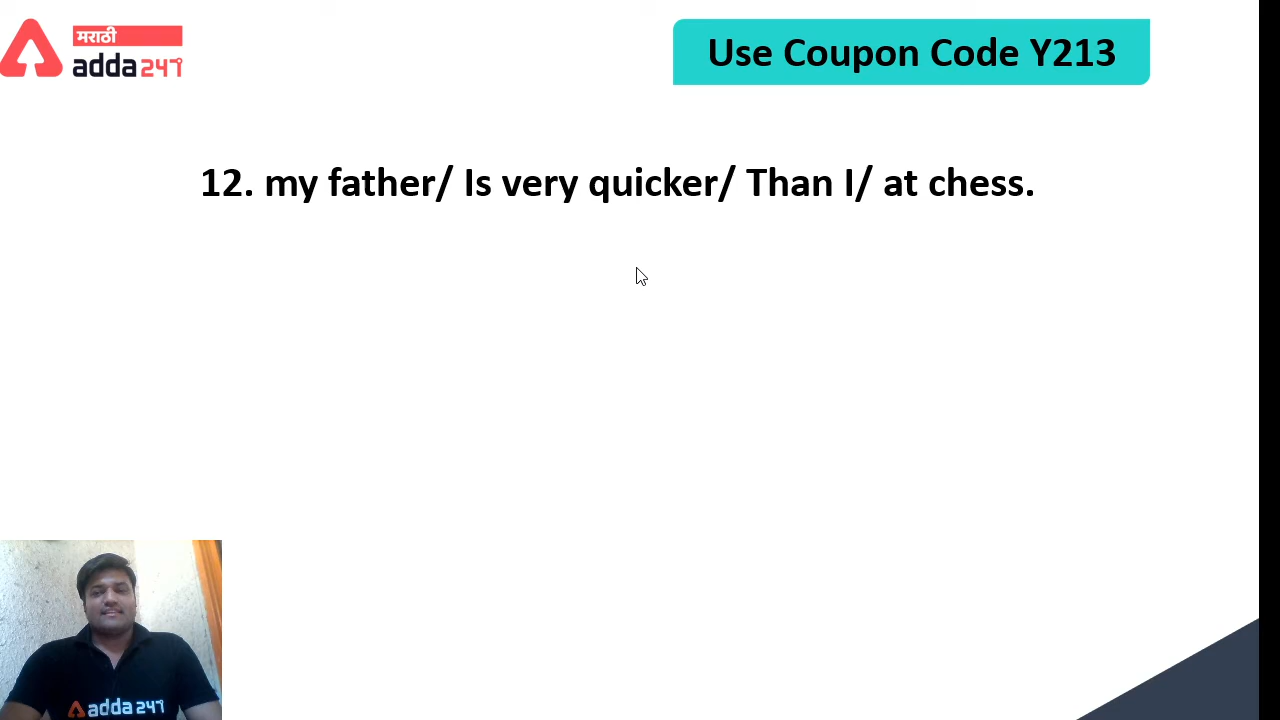 मराठी
adda247
Use Coupon Code Y213
12. my father/ Is very quicker/ Than I/ at chess.
adda247